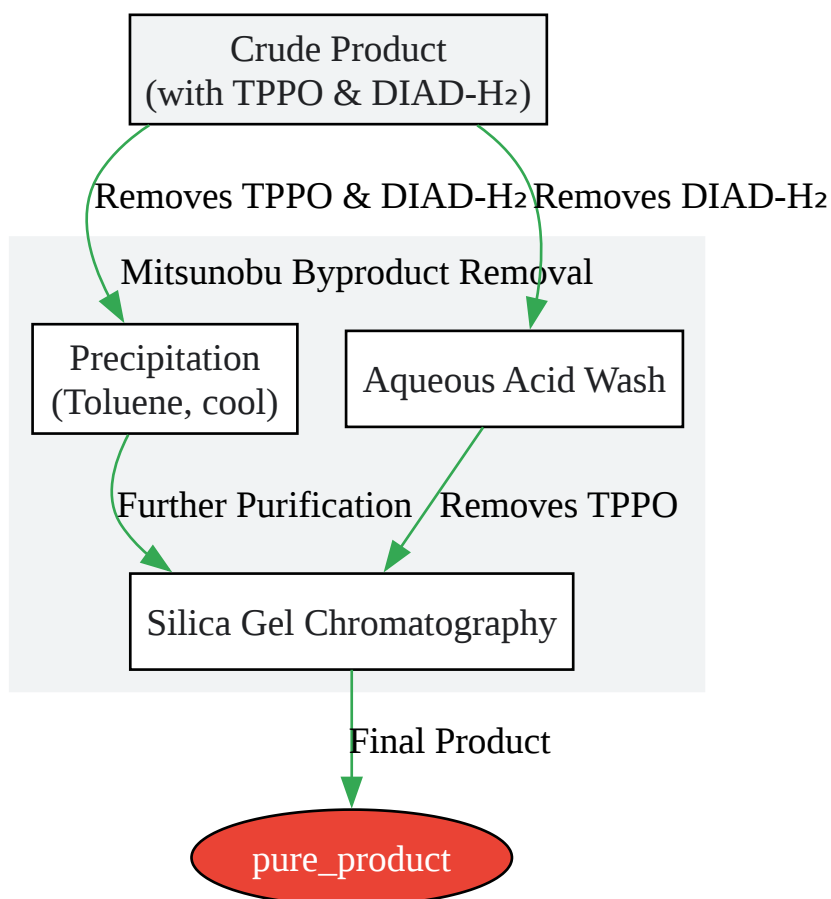 Crude Product
(with TPPO & DIAD-H₂)
Removes TPPO & DIAD-H₂
Removes DIAD-H₂
Mitsunobu Byproduct Removal
Precipitation
(Toluene, cool)
Aqueous Acid Wash
Further Purification
Removes TPPO
Silica Gel Chromatography
Final Product
pure_product